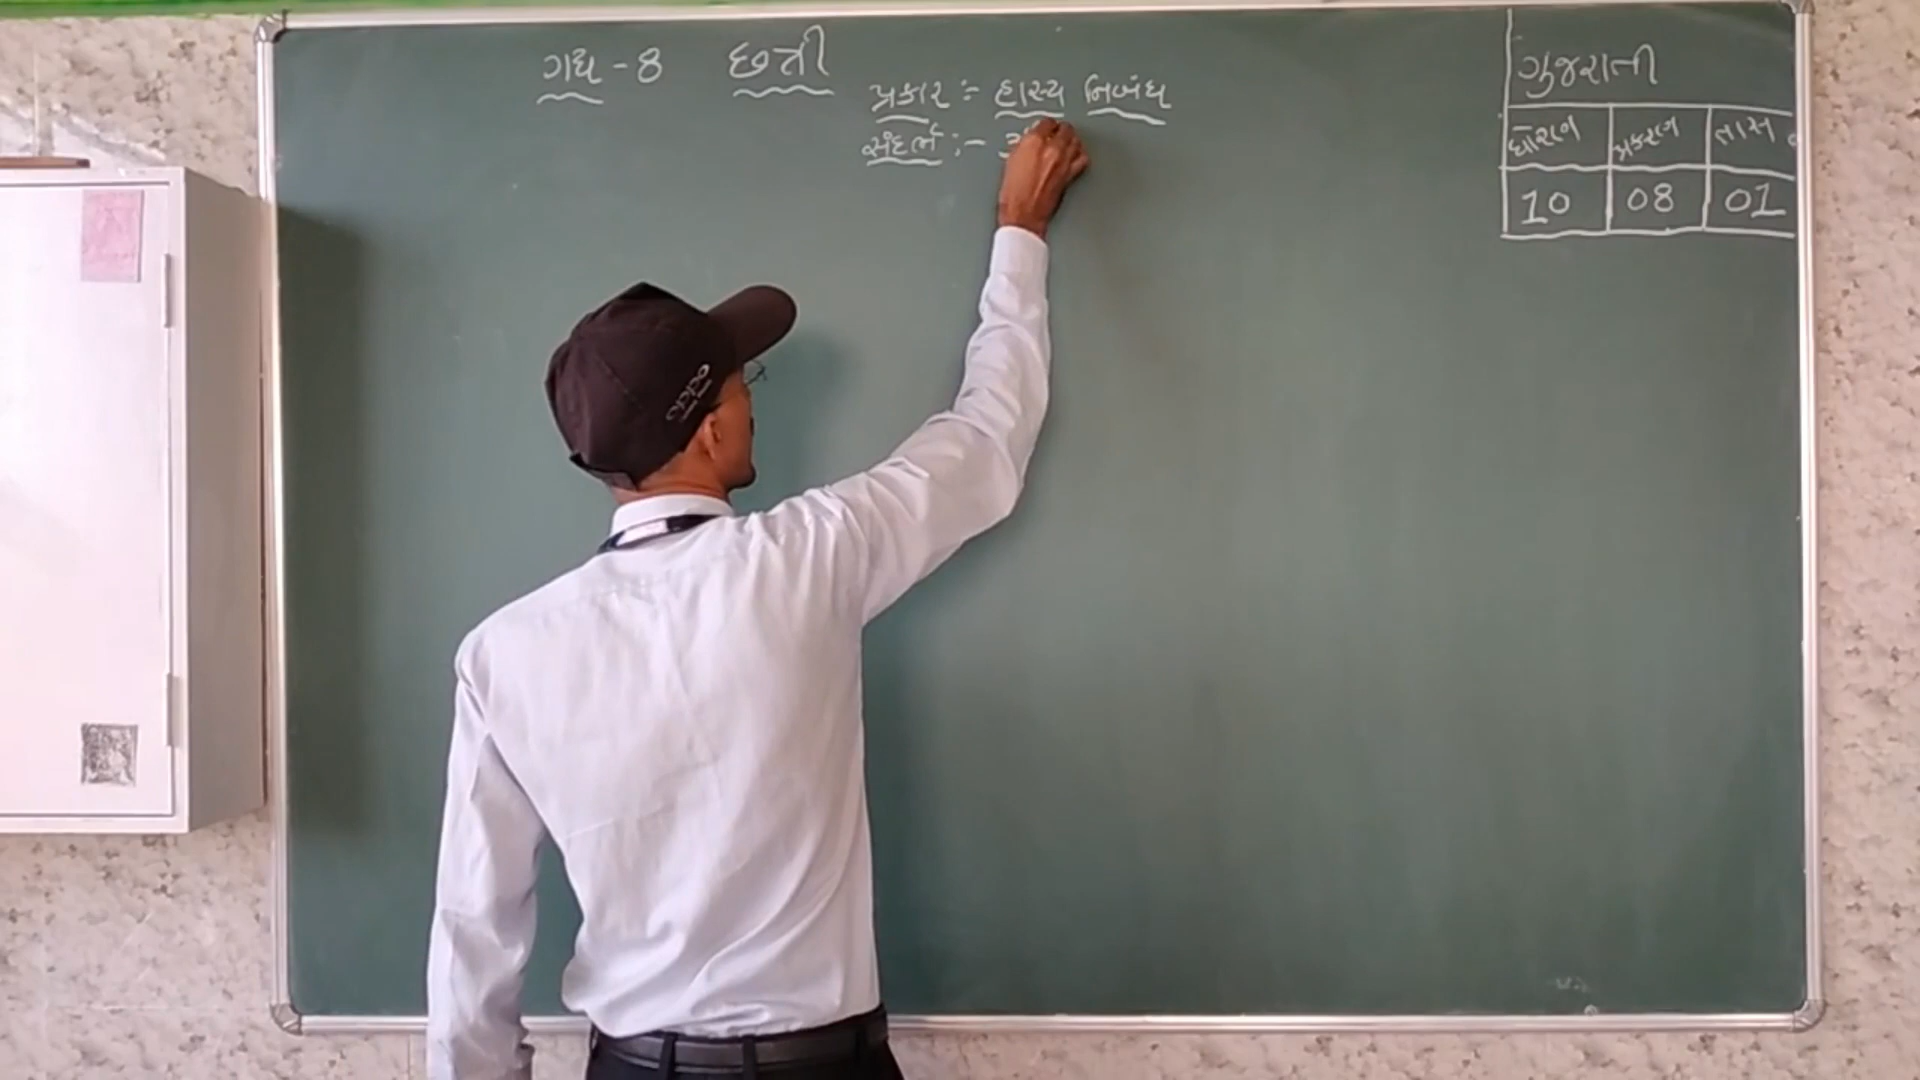 ગદ્ય - 8 છત્રી
પ્રકાર :- હાસ્ય નિબંધ
સંદર્ભ :-
ગુજરાતી
ધોરણ પ્રકરણ તાસ
10 08 01